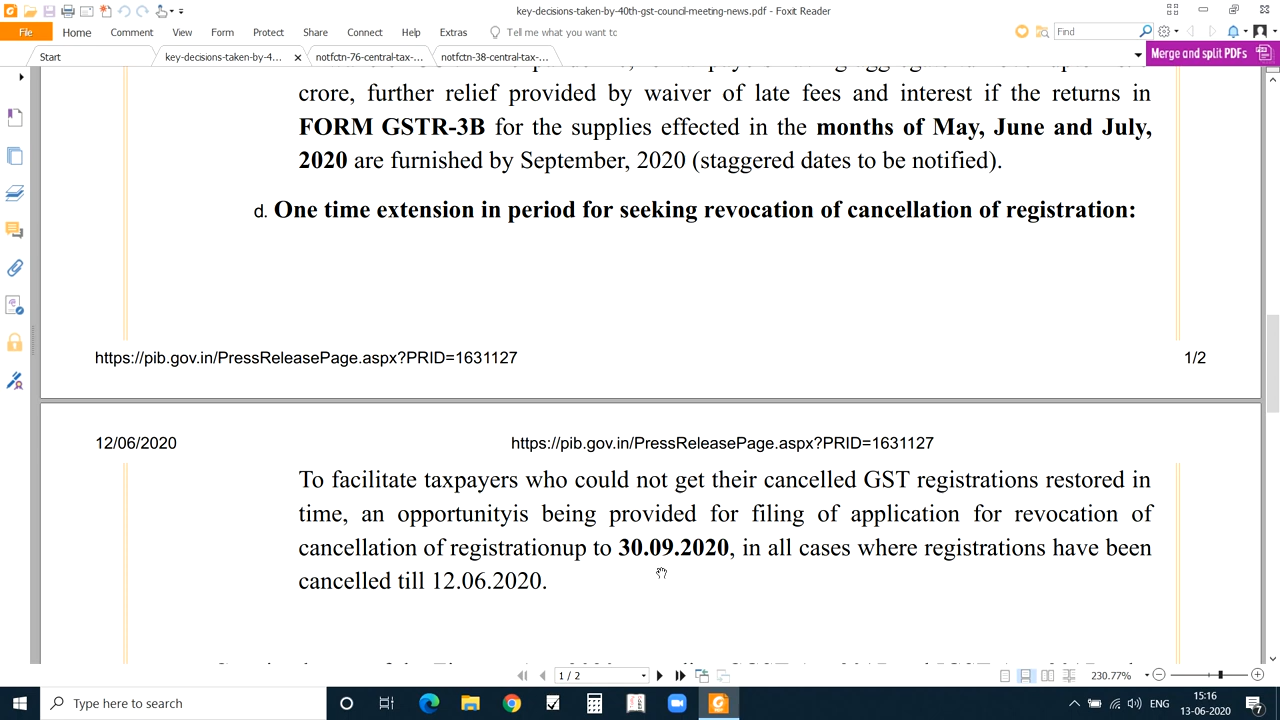 key-decisions-taken-by-40th-gst-council-meeting-news.pdf - Foxit Reader
File Home Comment View Form Protect Share Connect Help Extras Tell me what you want tc Find
Start key-decisions-taken-by-4... notfctn-76-central-tax-... notfctn-38-central-tax-... Merge and split PDFs
crore, further relief provided by waiver of late fees and interest if the returns in
FORM GSTR-3B for the supplies effected in the months of May, June and July,
2020 are furnished by September, 2020 (staggered dates to be notified).
d. One time extension in period for seeking revocation of cancellation of registration:
https://pib.gov.in/PressReleasePage.aspx?PRID=1631127 1/2
12/06/2020 https://pib.gov.in/PressReleasePage.aspx?PRID=1631127
To facilitate taxpayers who could not get their cancelled GST registrations restored in
time, an opportunityis being provided for filing of application for revocation of
cancellation of registrationup to 30.09.2020, in all cases where registrations have been
cancelled till 12.06.2020.
1 / 2 230.77%
Type here to search ENG 15:16
13-06-2020 7